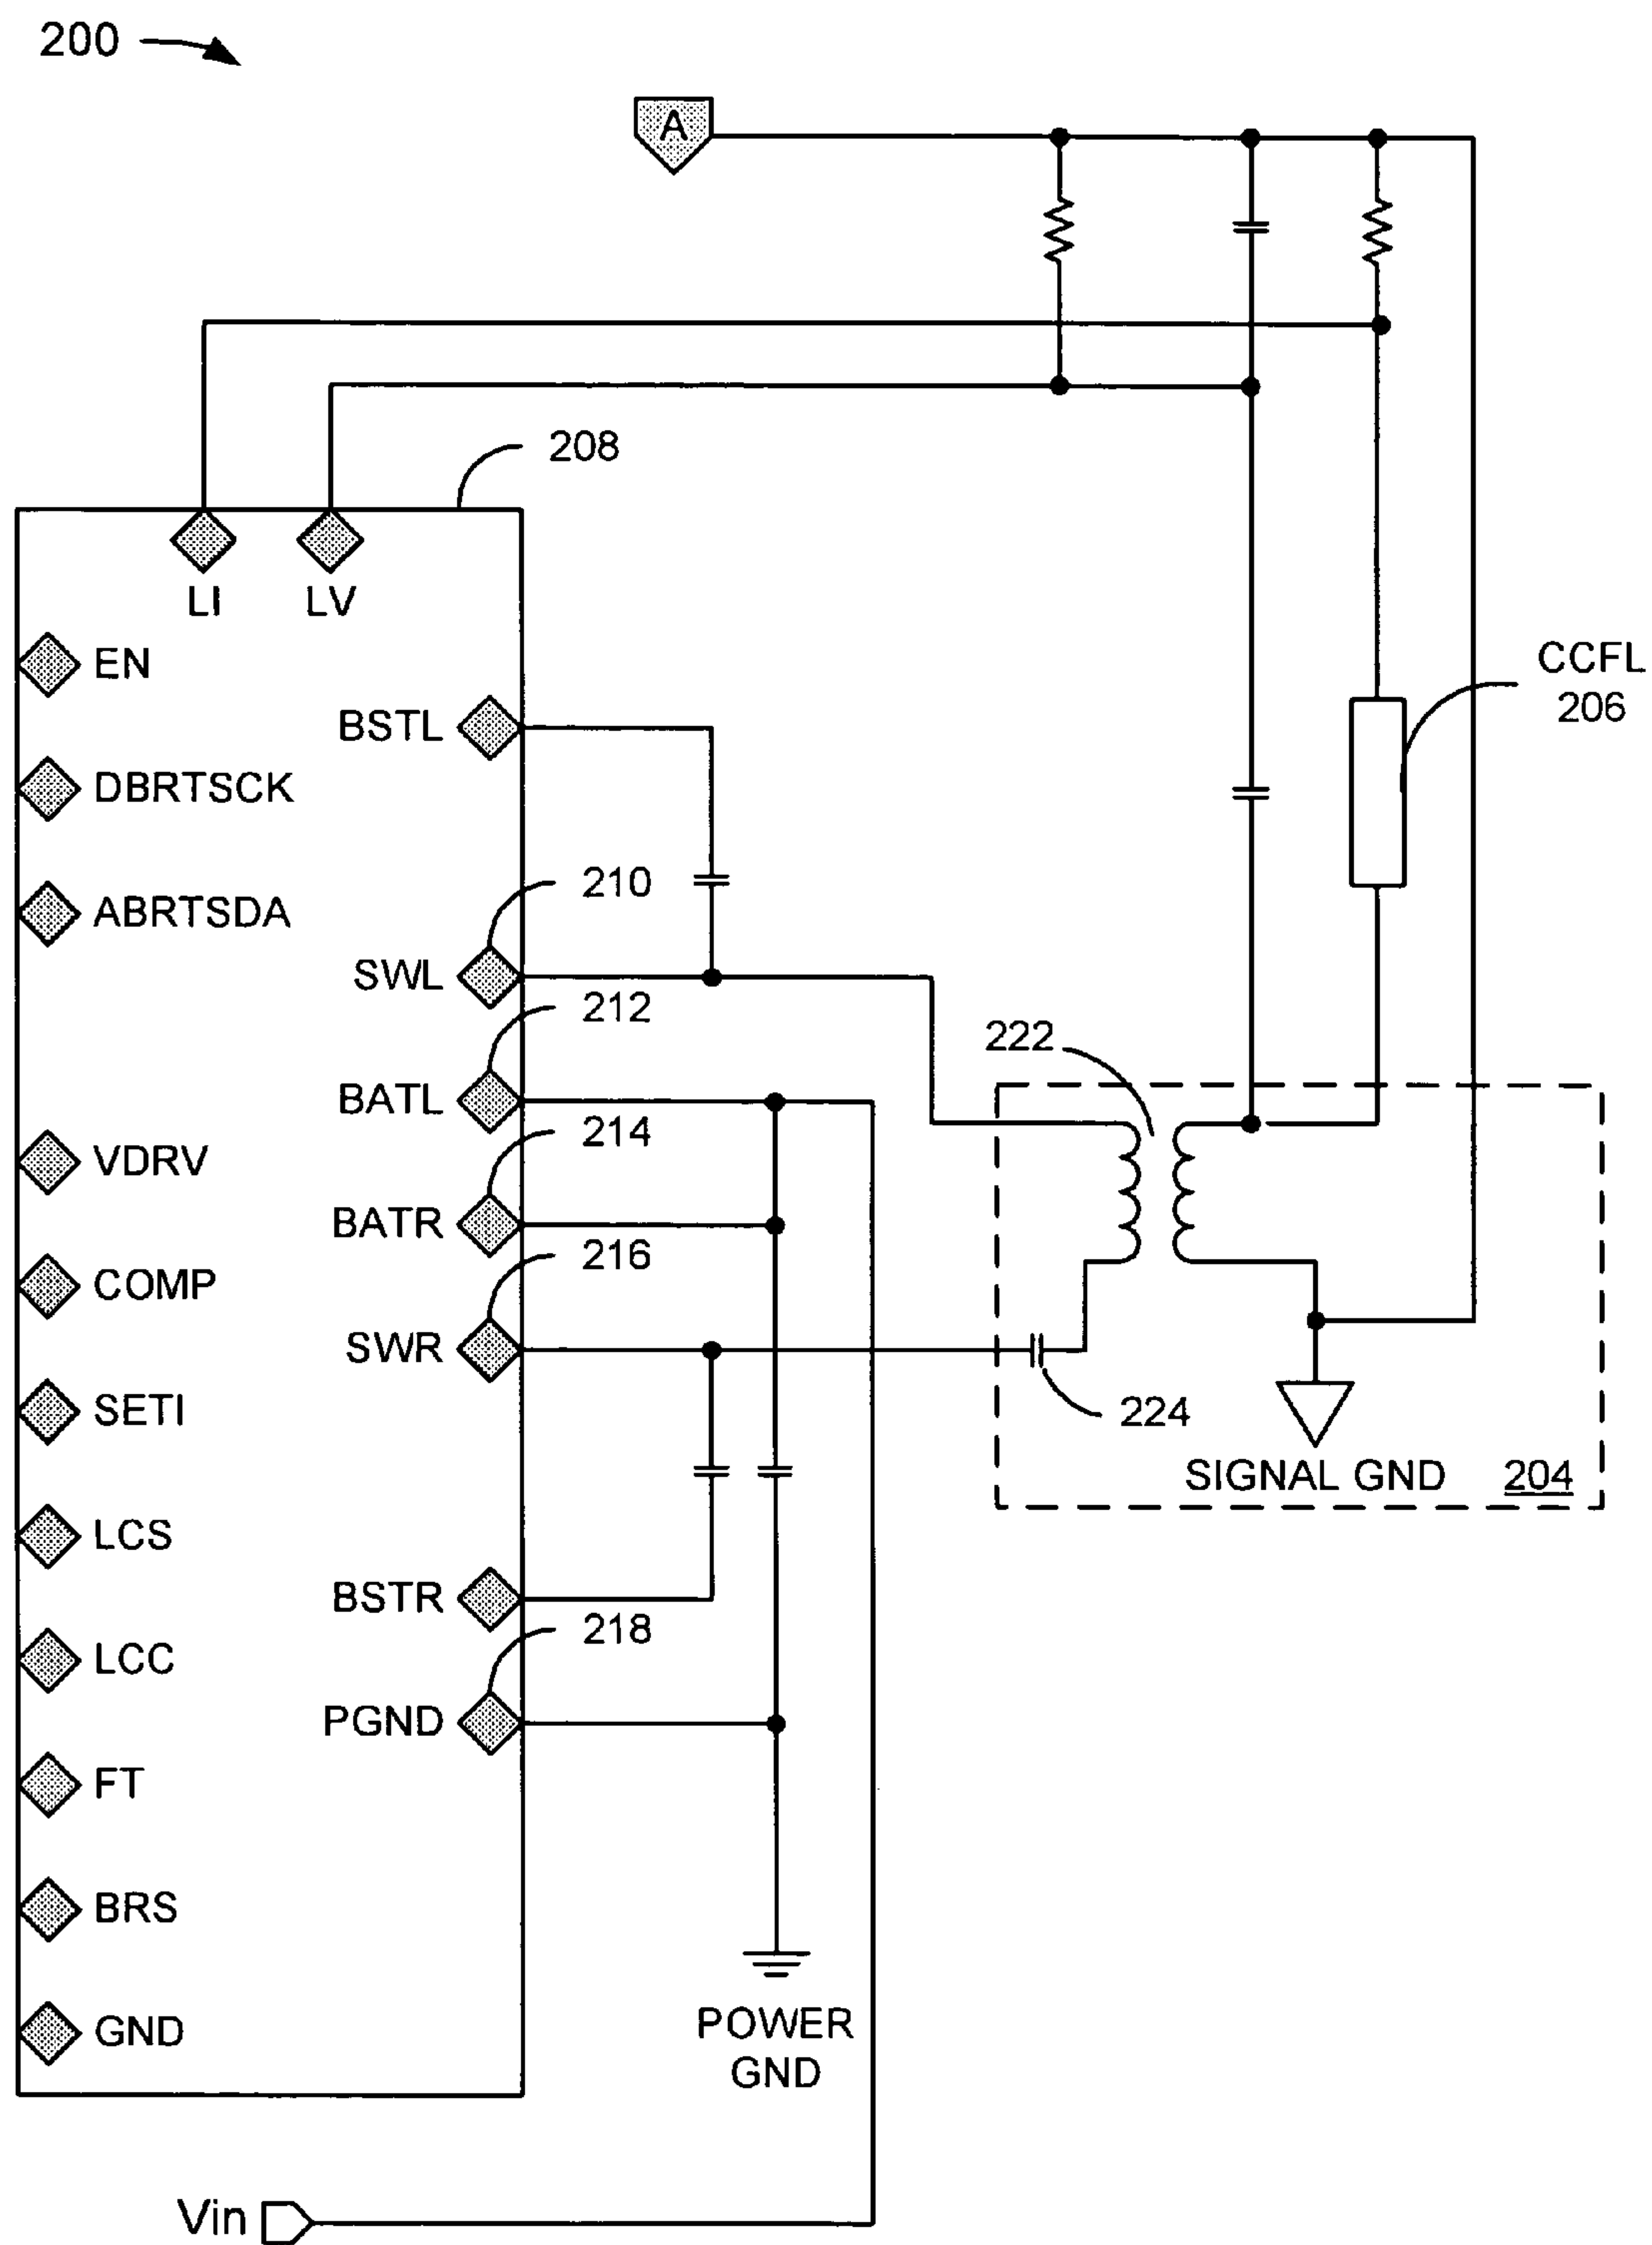 200
A
208
LI LV
EN
CCFL
206
BSTL
DBRTSCK
210
ABRTSDA
SWL
212
222
BATL
214
VDRV
BATR
216
COMP
SWR
SETI
224
SIGNAL GND 204
LCS
BSTR
218
LCC
PGND
FT
BRS
POWER
GND
GND
Vin